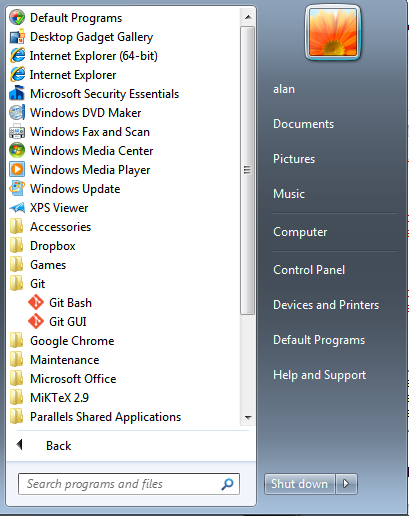 Default Programs
Desktop Gadget Gallery
Internet Explorer (64-bit)
Internet Explorer
Microsoft Security Essentials
Windows DVD Maker
Windows Fax and Scan
Windows Media Center
Windows Media Player
Windows Update
XPS Viewer
Accessories
Dropbox
Games
Git
Git Bash
Git GUI
Google Chrome
Maintenance
Microsoft Office
MiKTeX 2.9
Parallels Shared Applications
Back
Search programs and files
alan
Documents
Pictures
Music
Computer
Control Panel
Devices and Printers
Default Programs
Help and Support
Shut down